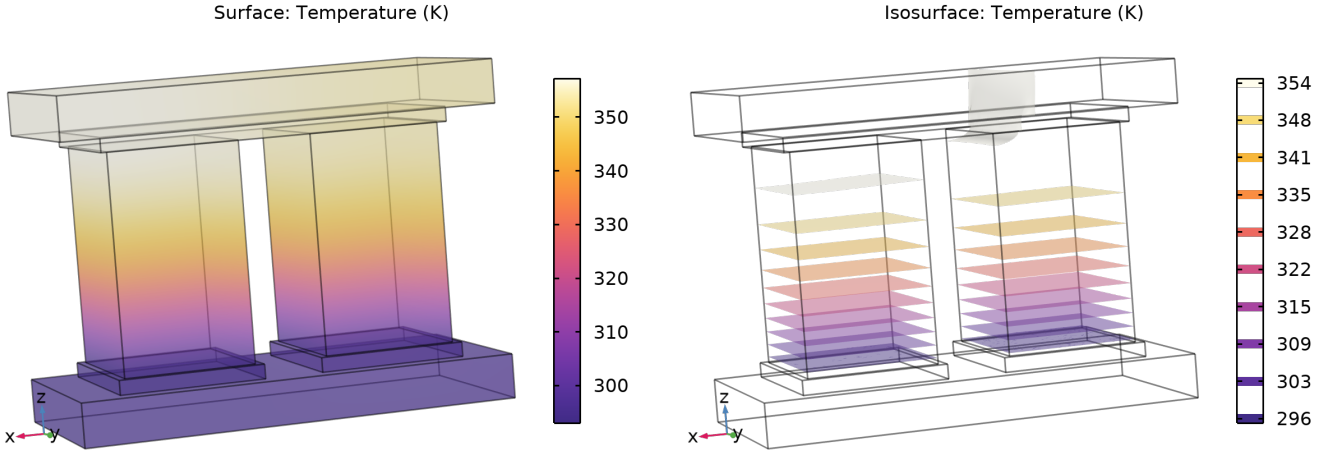 Surface: Temperature (K)
350
340
330
320
310
300
z
x
y
Isosurface: Temperature (K)
354
348
341
335
328
322
315
309
303
296
z
x
y